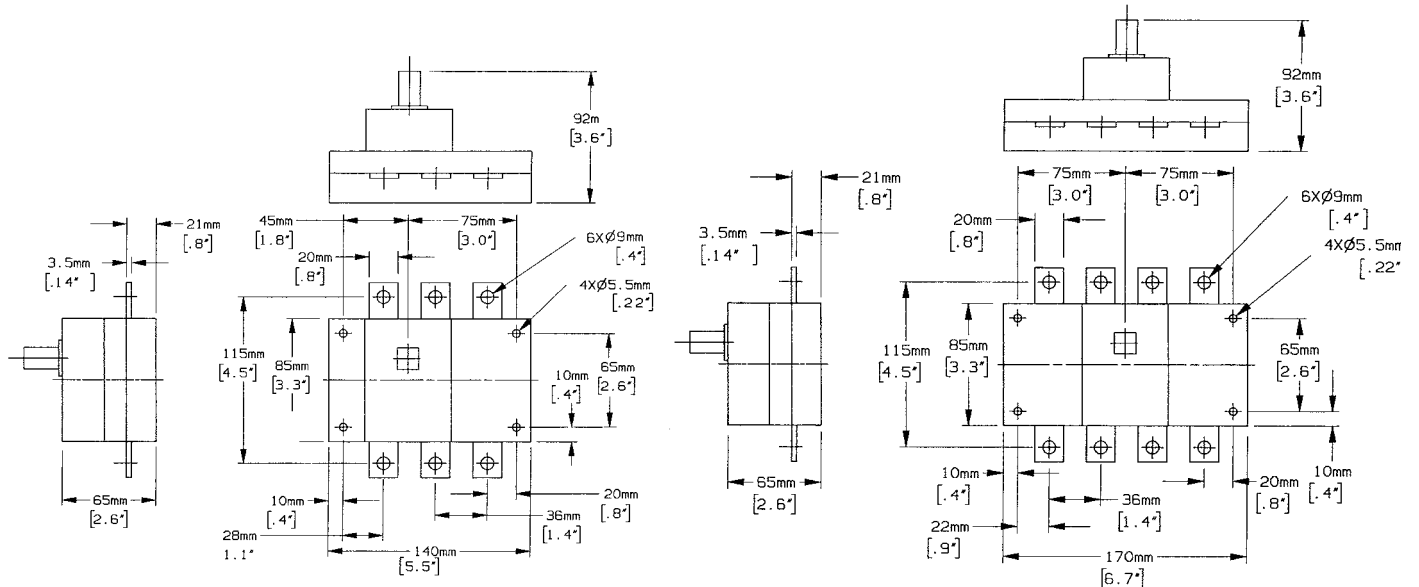 92m
[3.6"]
45mm
[1.8"]
75mm
[3.0"]
21mm
[.8"]
20mm
[.8"]
6XØ9mm
[.4"]
3.5mm
[.14"]
4XØ5.5mm
[.22"]
115mm
[4.5"]
85mm
[3.3"]
10mm
[.4"]
65mm
[2.6"]
65mm
[2.6"]
10mm
[.4"]
20mm
[.8"]
28mm
1.1"
36mm
[1.4"]
140mm
[5.5"]
92mm
[3.6"]
75mm
[3.0"]
75mm
[3.0"]
21mm
[.8"]
20mm
[.8"]
6XØ9mm
[.4"]
3.5mm
[.14"]
4XØ5.5mm
[.22"]
115mm
[4.5"]
85mm
[3.3"]
65mm
[2.6"]
65mm
[2.6"]
10mm
[.4"]
20mm
[.8"]
10mm
[.4"]
36mm
[1.4"]
22mm
[.9"]
170mm
[6.7"]